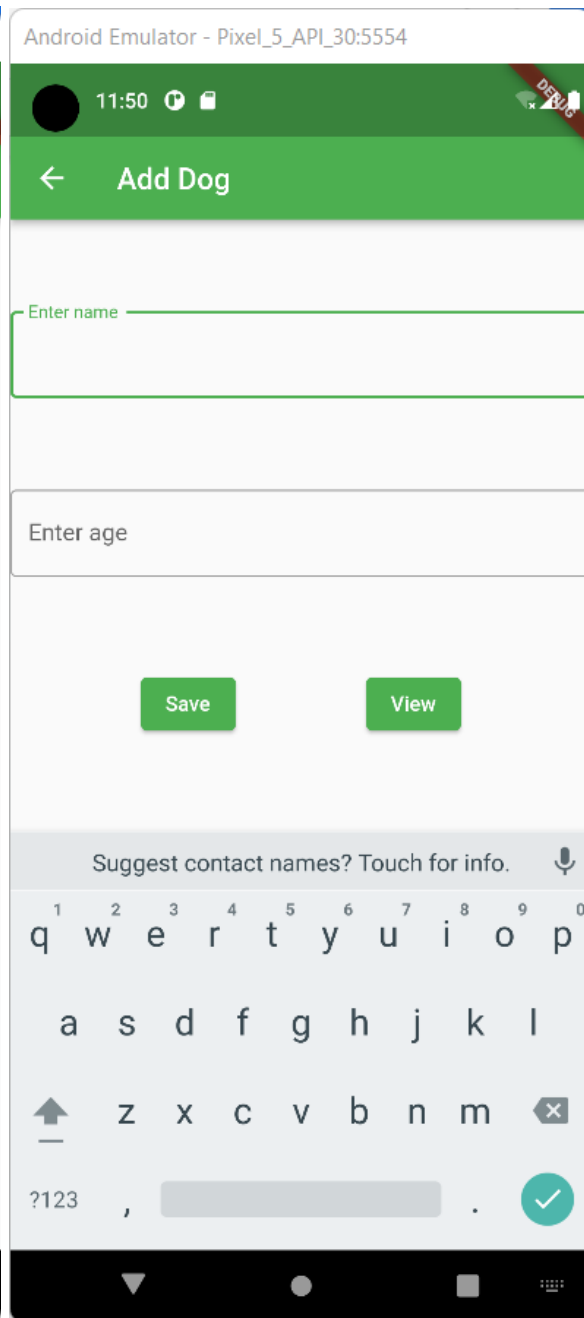 Android Emulator - Pixel_5_API_30:5554
11:50
DEBUG
Add Dog
Enter name
Enter age
Save View
Suggest contact names? Touch for info.
1 2 3 4 5 6 7 8 9 0
q w e r t y u i o p
a s d f g h j k l
z x c v b n m
?123 , .